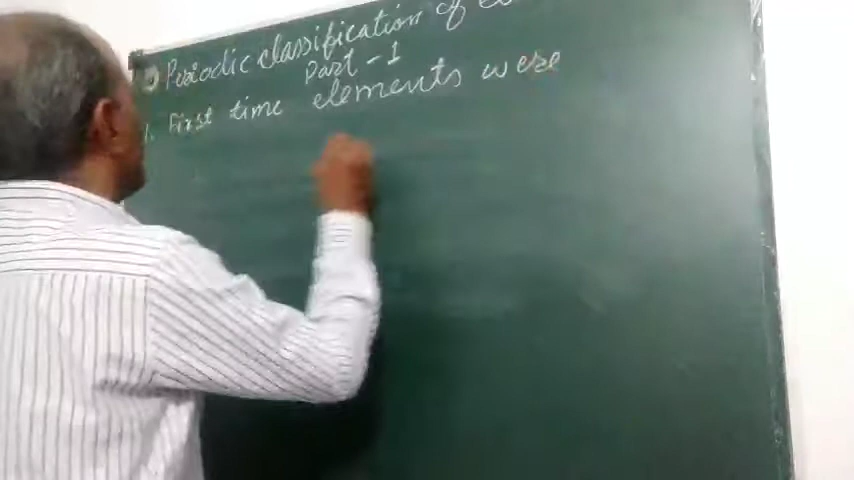 Periodic classification of
Part - 1
1. First time elements were